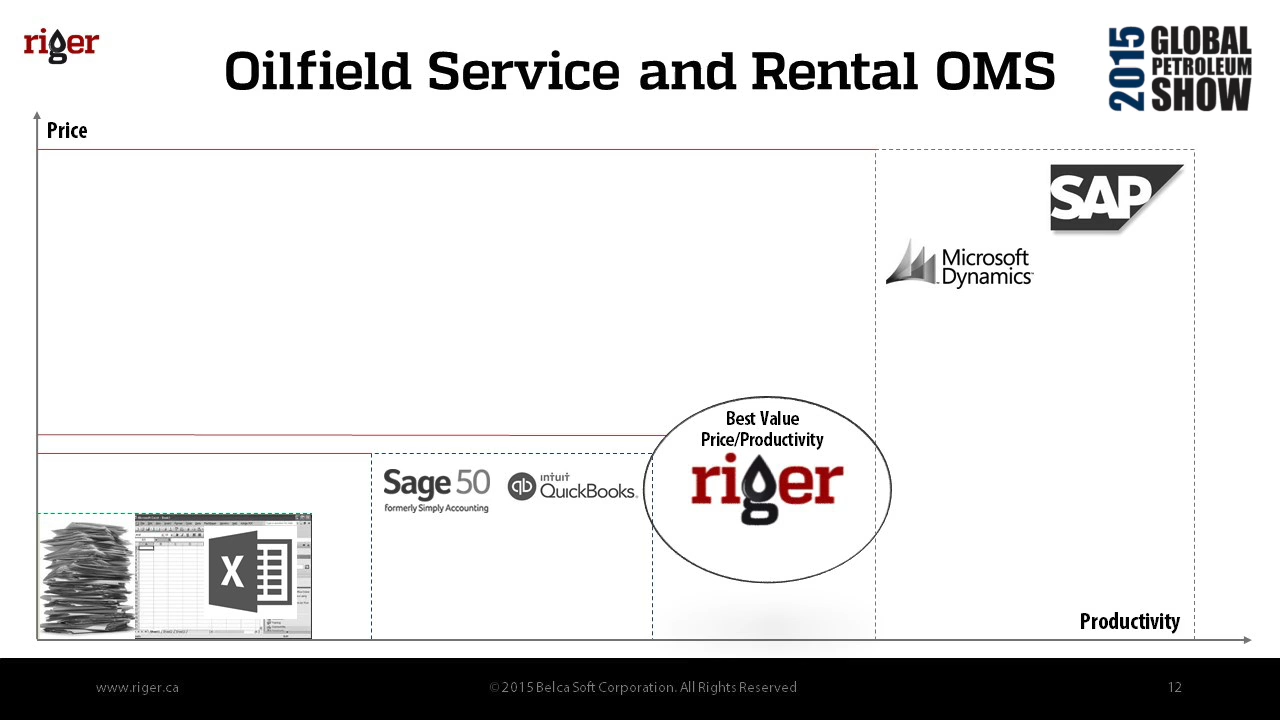 riger
Oilfield Service and Rental OMS
2015
GLOBAL
PETROLEUM
SHOW
Price
SAP
Microsoft
Dynamics
Best Value
Price/Productivity
riger
Sage 50
formerly Simply Accounting
qb
intuit
QuickBooks
X
Productivity
www.riger.ca
© 2015 Belca Soft Corporation. All Rights Reserved
12